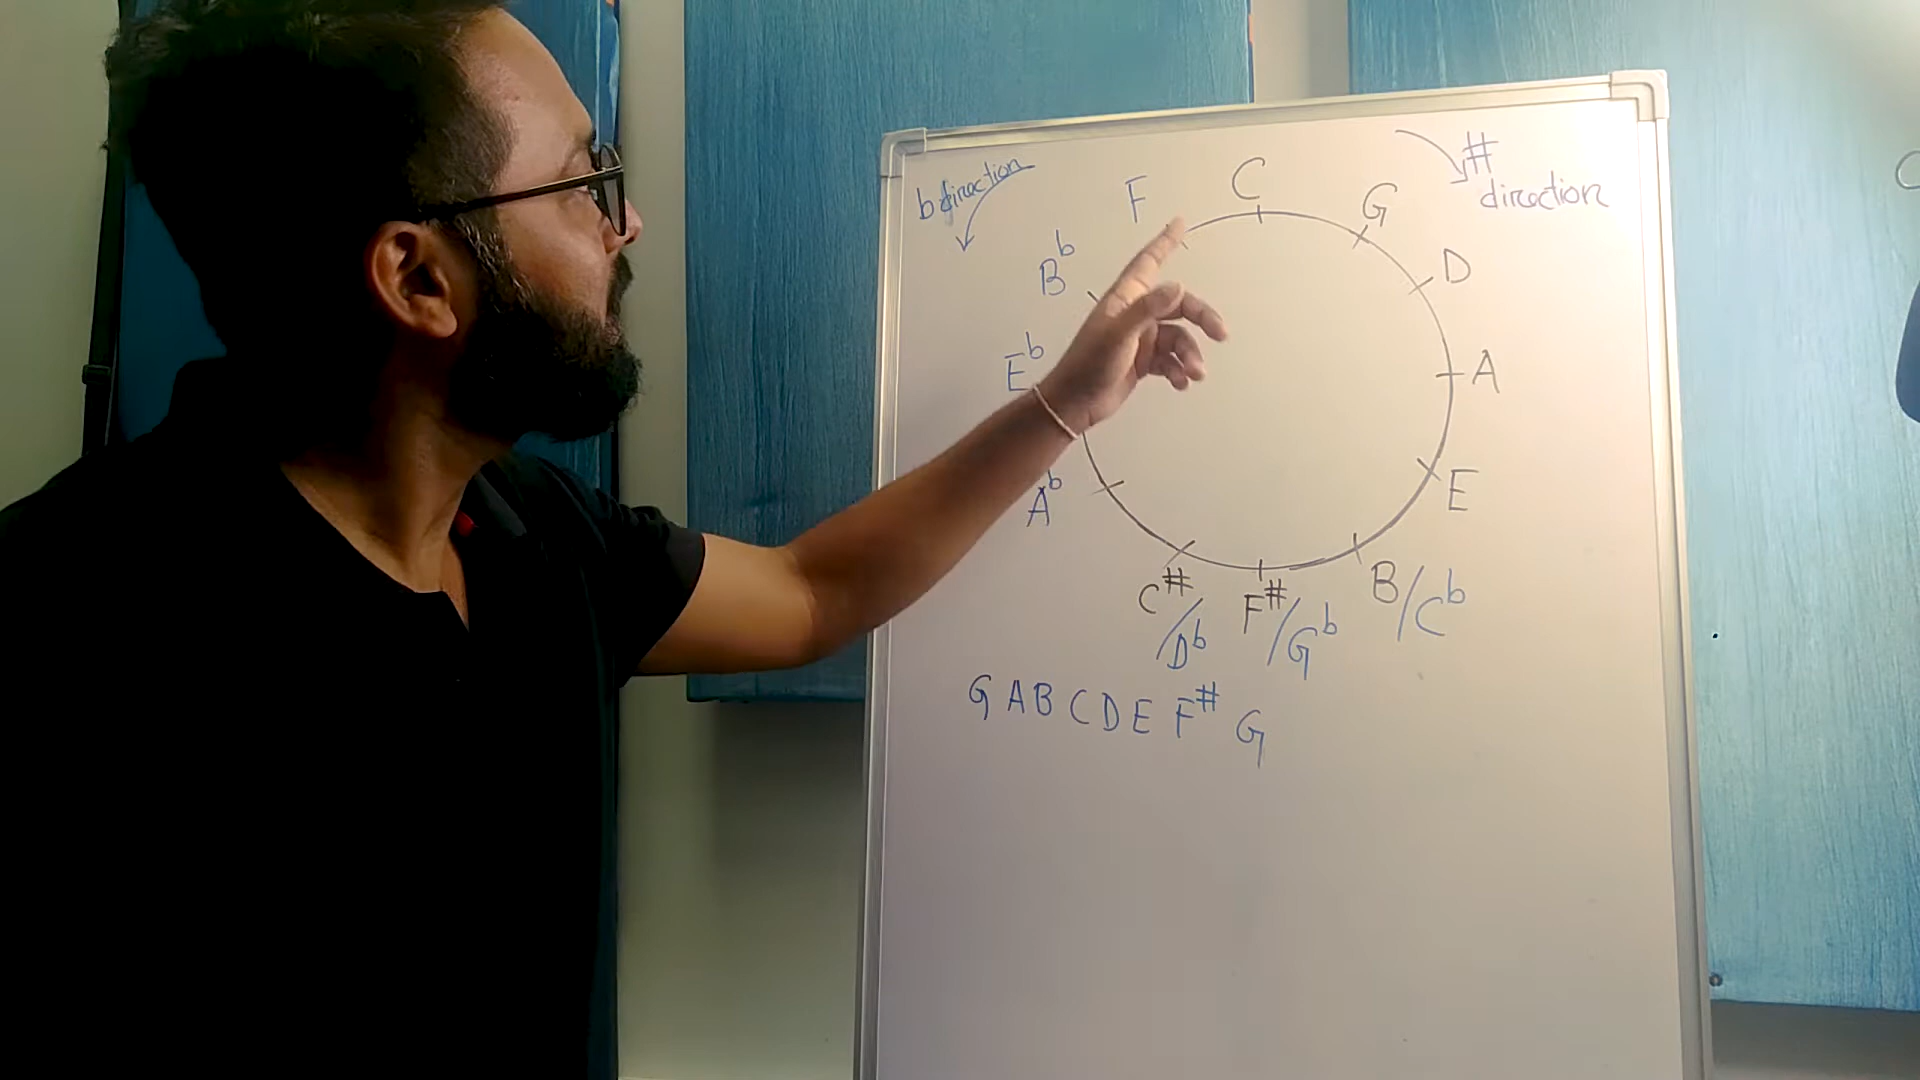 b direction
# direction
C
G
D
A
E
B/Cb
F#/Gb
C#/Db
Ab
Eb
Bb
F
G A B C D E F# G